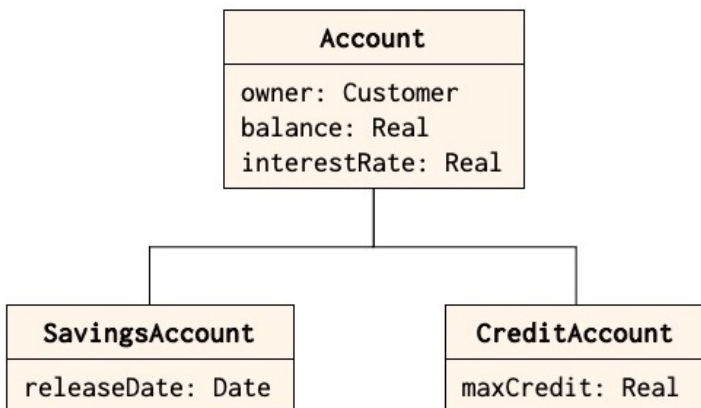 Account
owner: Customer
balance: Real
interestRate: Real
SavingsAccount
releaseDate: Date
CreditAccount
maxCredit: Real